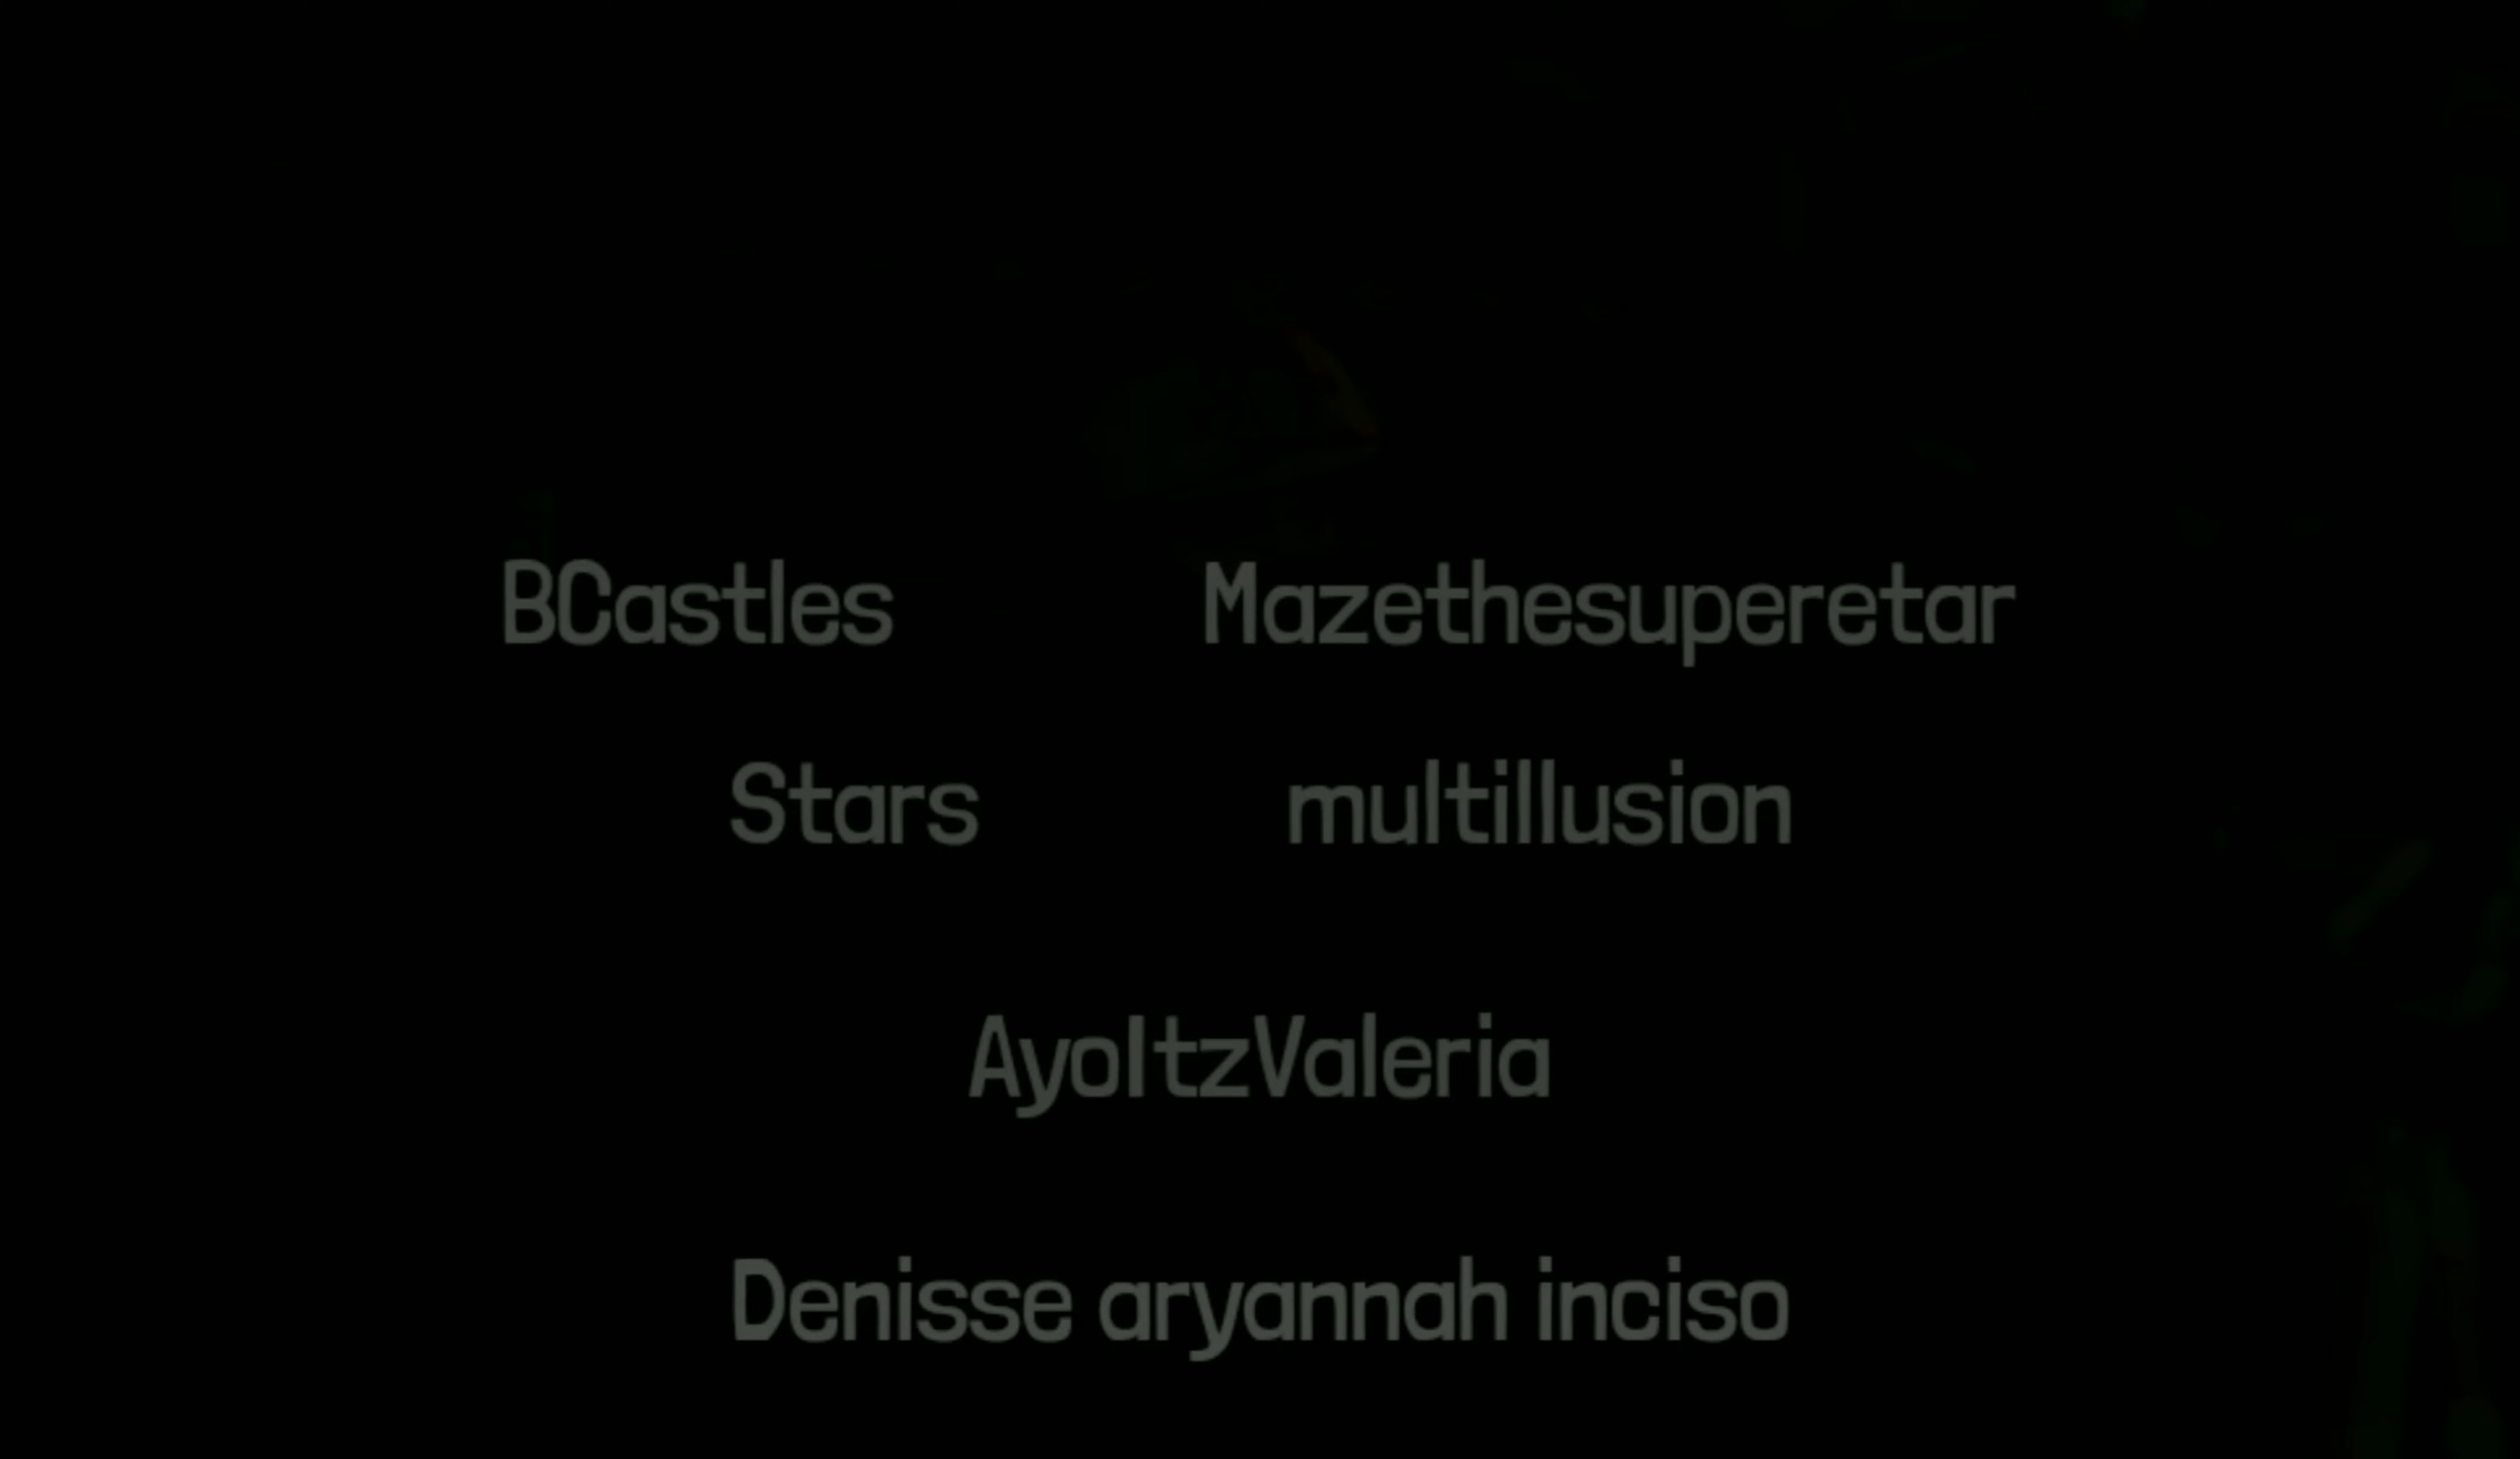 BCastles Mazethesuperetar
Stars multillusion
AyoItzValeria
Denisse aryannah inciso